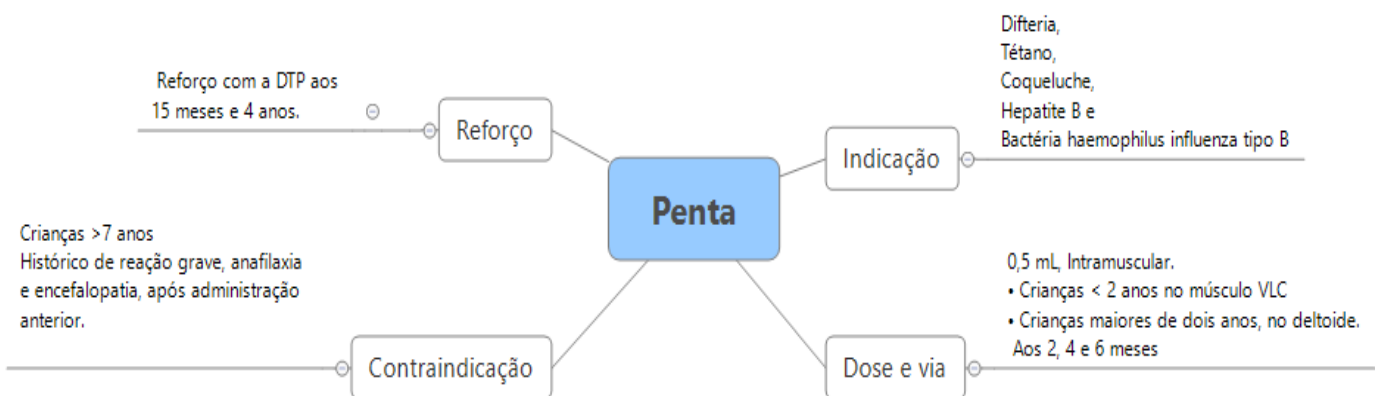 Penta
Reforço
Reforço com a DTP aos
15 meses e 4 anos.
Indicação
Difteria,
Tétano,
Coqueluche,
Hepatite B e
Bactéria haemophilus influenza tipo B
Contraindicação
Crianças >7 anos
Histórico de reação grave, anafilaxia
e encefalopatia, após administração
anterior.
Dose e via
0,5 mL, Intramuscular.
• Crianças < 2 anos no músculo VLC
• Crianças maiores de dois anos, no deltoide.
Aos 2, 4 e 6 meses